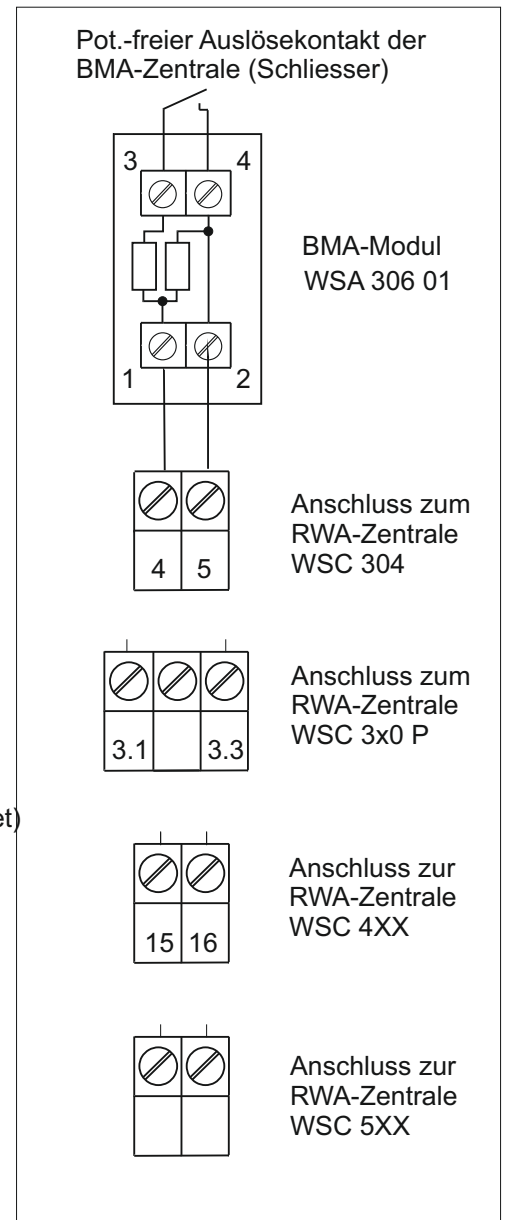 Pot.-freier Auslösekontakt der
BMA-Zentrale (Schliesser)
3 4
BMA-Modul
WSA 306 01
1 2
Anschluss zum
RWA-Zentrale
WSC 304
4 5
Anschluss zum
RWA-Zentrale
WSC 3x0 P
3.1 3.3
et)
Anschluss zur
RWA-Zentrale
WSC 4XX
15 16
Anschluss zur
RWA-Zentrale
WSC 5XX